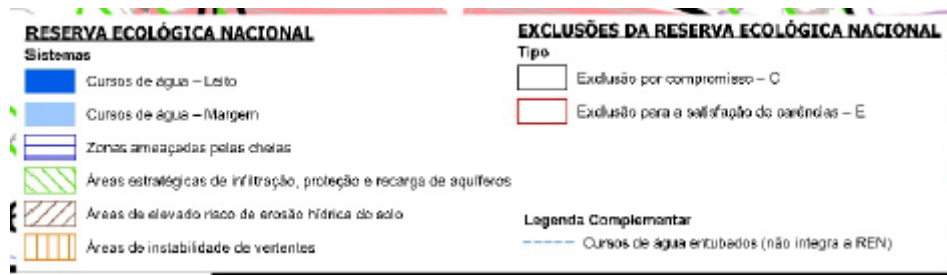 RESERVA ECOLÓGICA NACIONAL
Sistemas
Cursos de água – Leito
Cursos de água – Margem
Zonas ameaçadas pelas cheias
Áreas estratégicas de infiltração, proteção e recarga de aquíferos
Áreas de elevado risco de erosão hídrica do solo
Áreas de instabilidade de vertentes
EXCLUSÕES DA RESERVA ECOLÓGICA NACIONAL
Tipo
Exclusão por compromisso – C
Exclusão para a satisfação de carências – E
Legenda Complementar
Cursos de água entubados (não integra a REN)